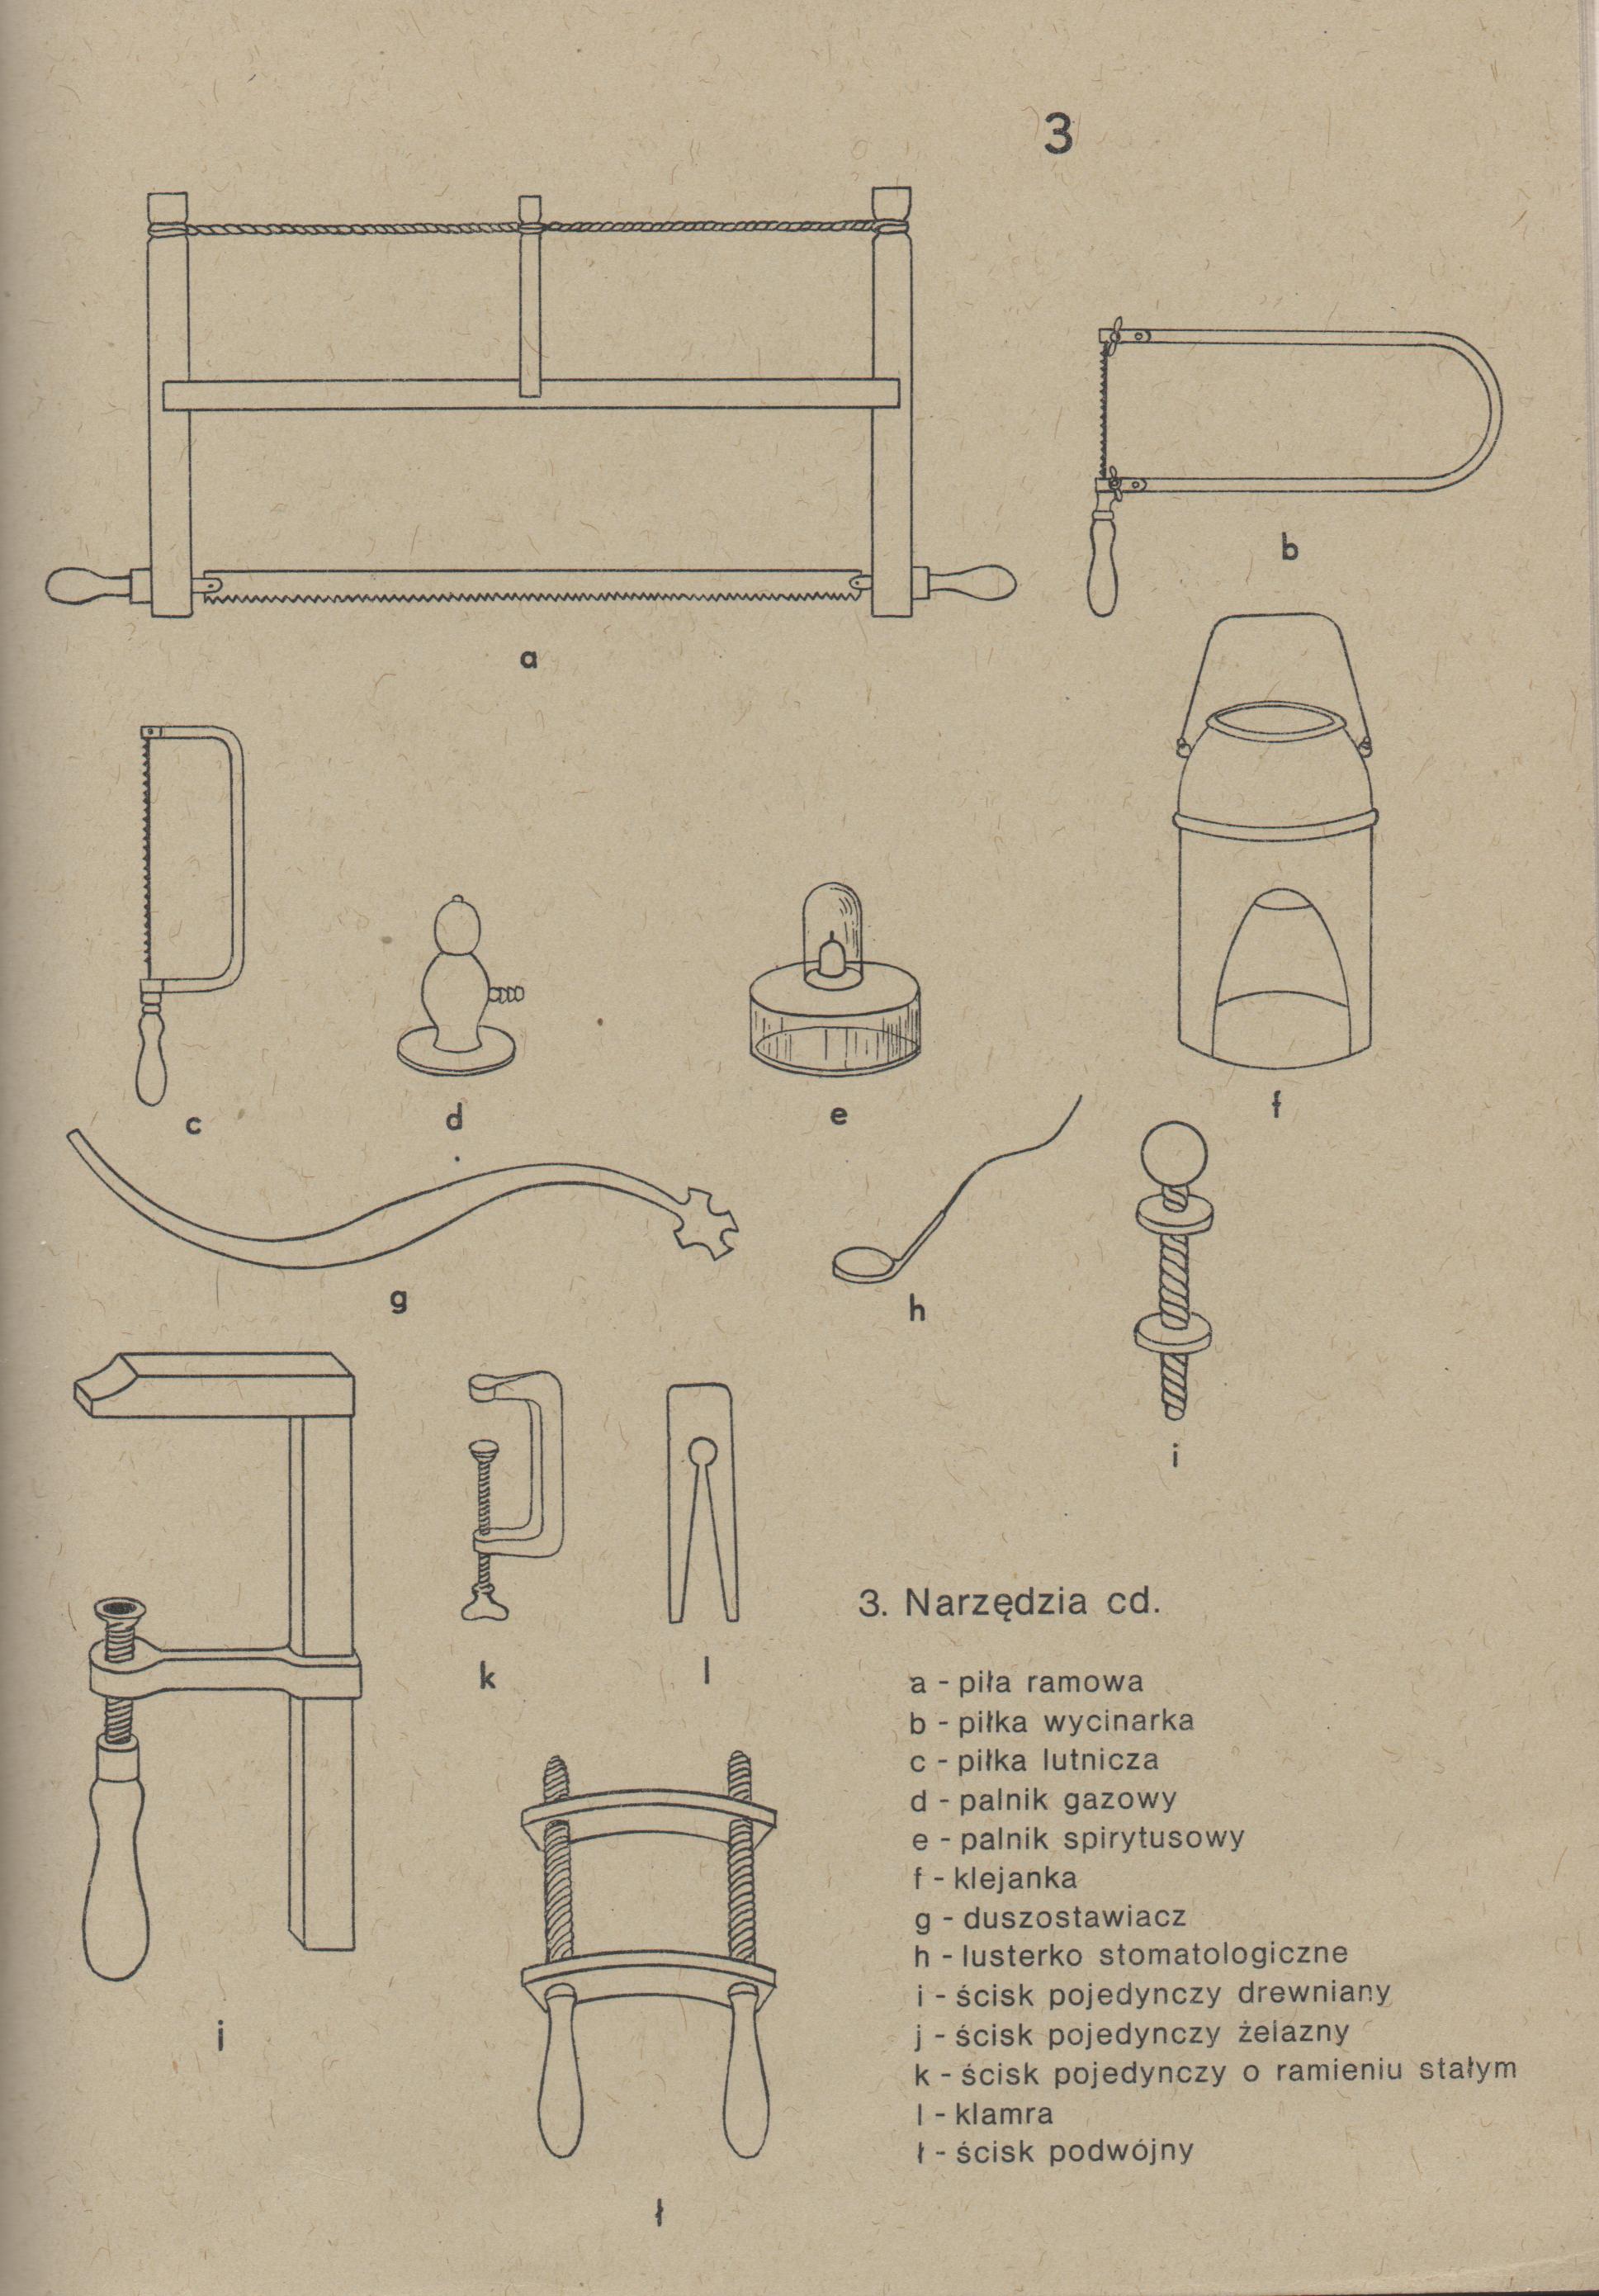 3
a
b
c
d
e
f
g
h
i
j
k
l
ł
3. Narzędzia cd.
a - piła ramowa
b - piłka wycinarka
c - piłka lutnicza
d - palnik gazowy
e - palnik spirytusowy
f - klejanka
g - duszostawiacz
h - lusterko stomatologiczne
i - ścisk pojedynczy drewniany
j - ścisk pojedynczy żelazny
k - ścisk pojedynczy o ramieniu stałym
l - klamra
ł - ścisk podwójny